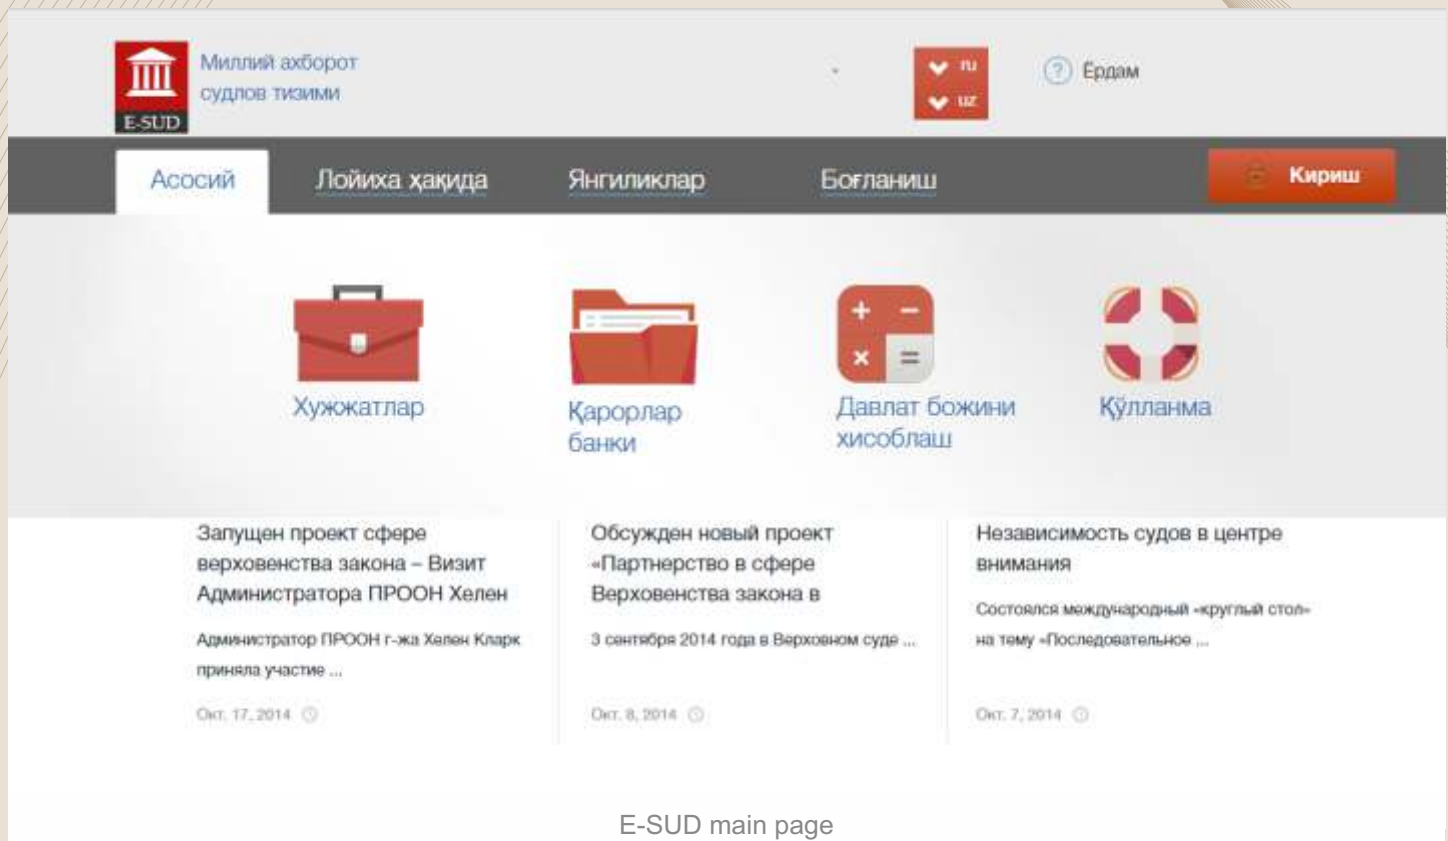 Миллий ахборот
судлов тизими
E-SUD
ru
uz
? Ёрдам
Асосий
Лойиха ҳақида
Янгиликлар
Боғланиш
Кириш
Хужжатлар
Қарорлар
банки
Давлат божини
хисоблаш
Қўлланма
Запущен проект сфере
верховенства закона – Визит
Администратора ПРООН Хелен
Администратор ПРООН г-жа Хелен Кларк
приняла участие ...
Окт. 17, 2014
Обсужден новый проект
«Партнерство в сфере
Верховенства закона в
3 сентября 2014 года в Верховном суде ...
Окт. 8, 2014
Независимость судов в центре
внимания
Состоялся международный «круглый стол»
на тему «Последовательное ...
Окт. 7, 2014
E-SUD main page